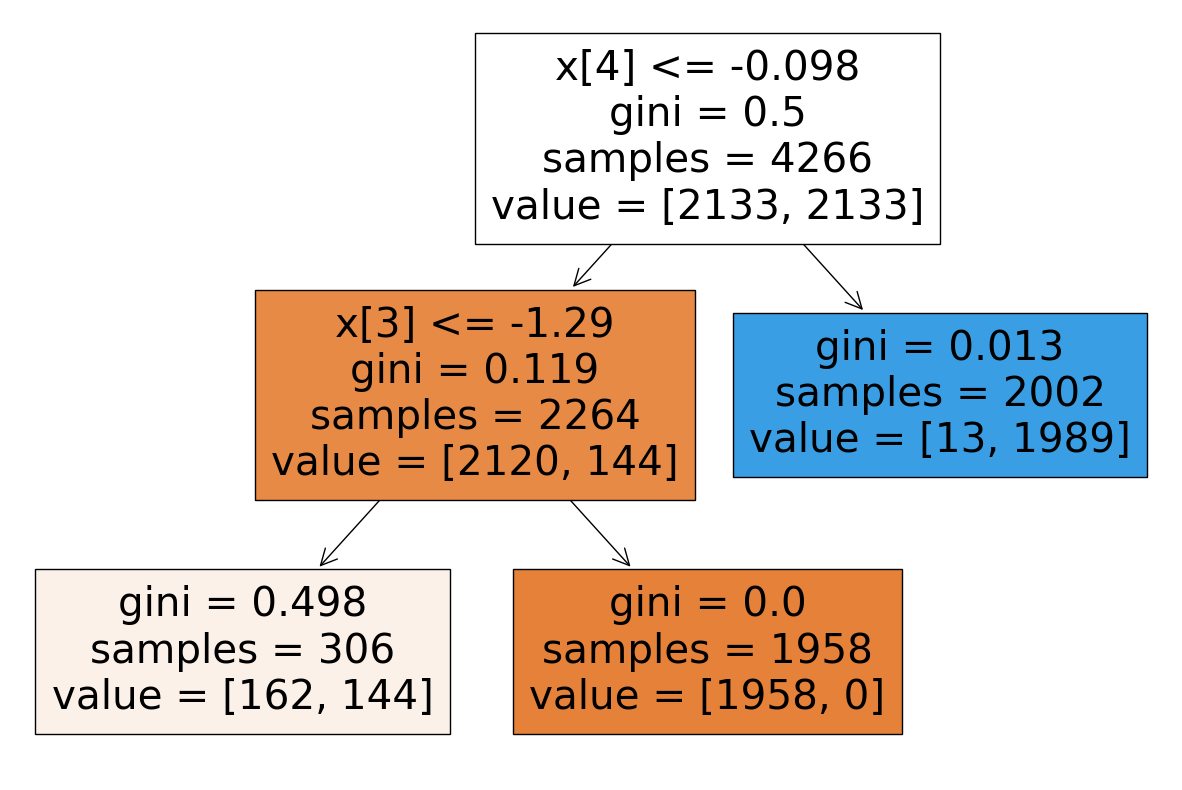 x[4] <= -0.098
gini = 0.5
samples = 4266
value = [2133, 2133]
x[3] <= -1.29
gini = 0.119
samples = 2264
value = [2120, 144]
gini = 0.013
samples = 2002
value = [13, 1989]
gini = 0.498
samples = 306
value = [162, 144]
gini = 0.0
samples = 1958
value = [1958, 0]